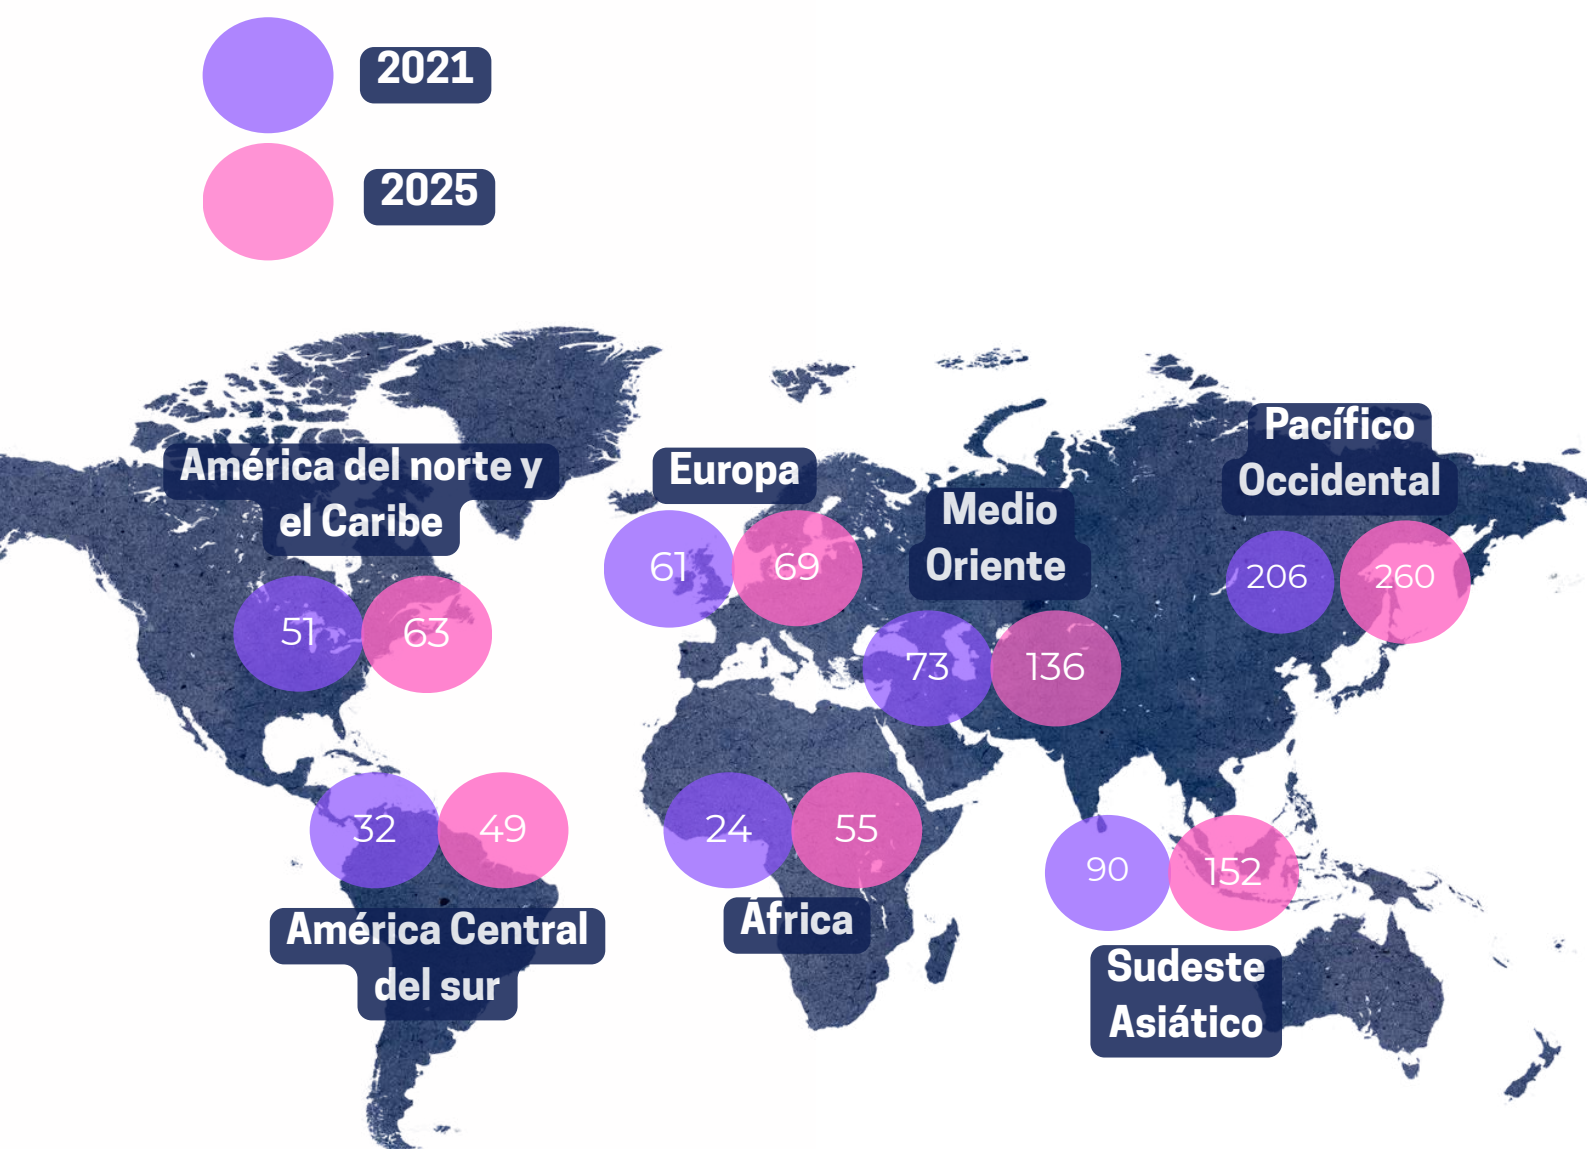 2021
2025
América del norte y
el Caribe
51
63
Europa
61
69
Medio
Oriente
73
136
Pacífico
Occidental
206
260
32
49
América Central
del sur
24
55
África
90
152
Sudeste
Asiático